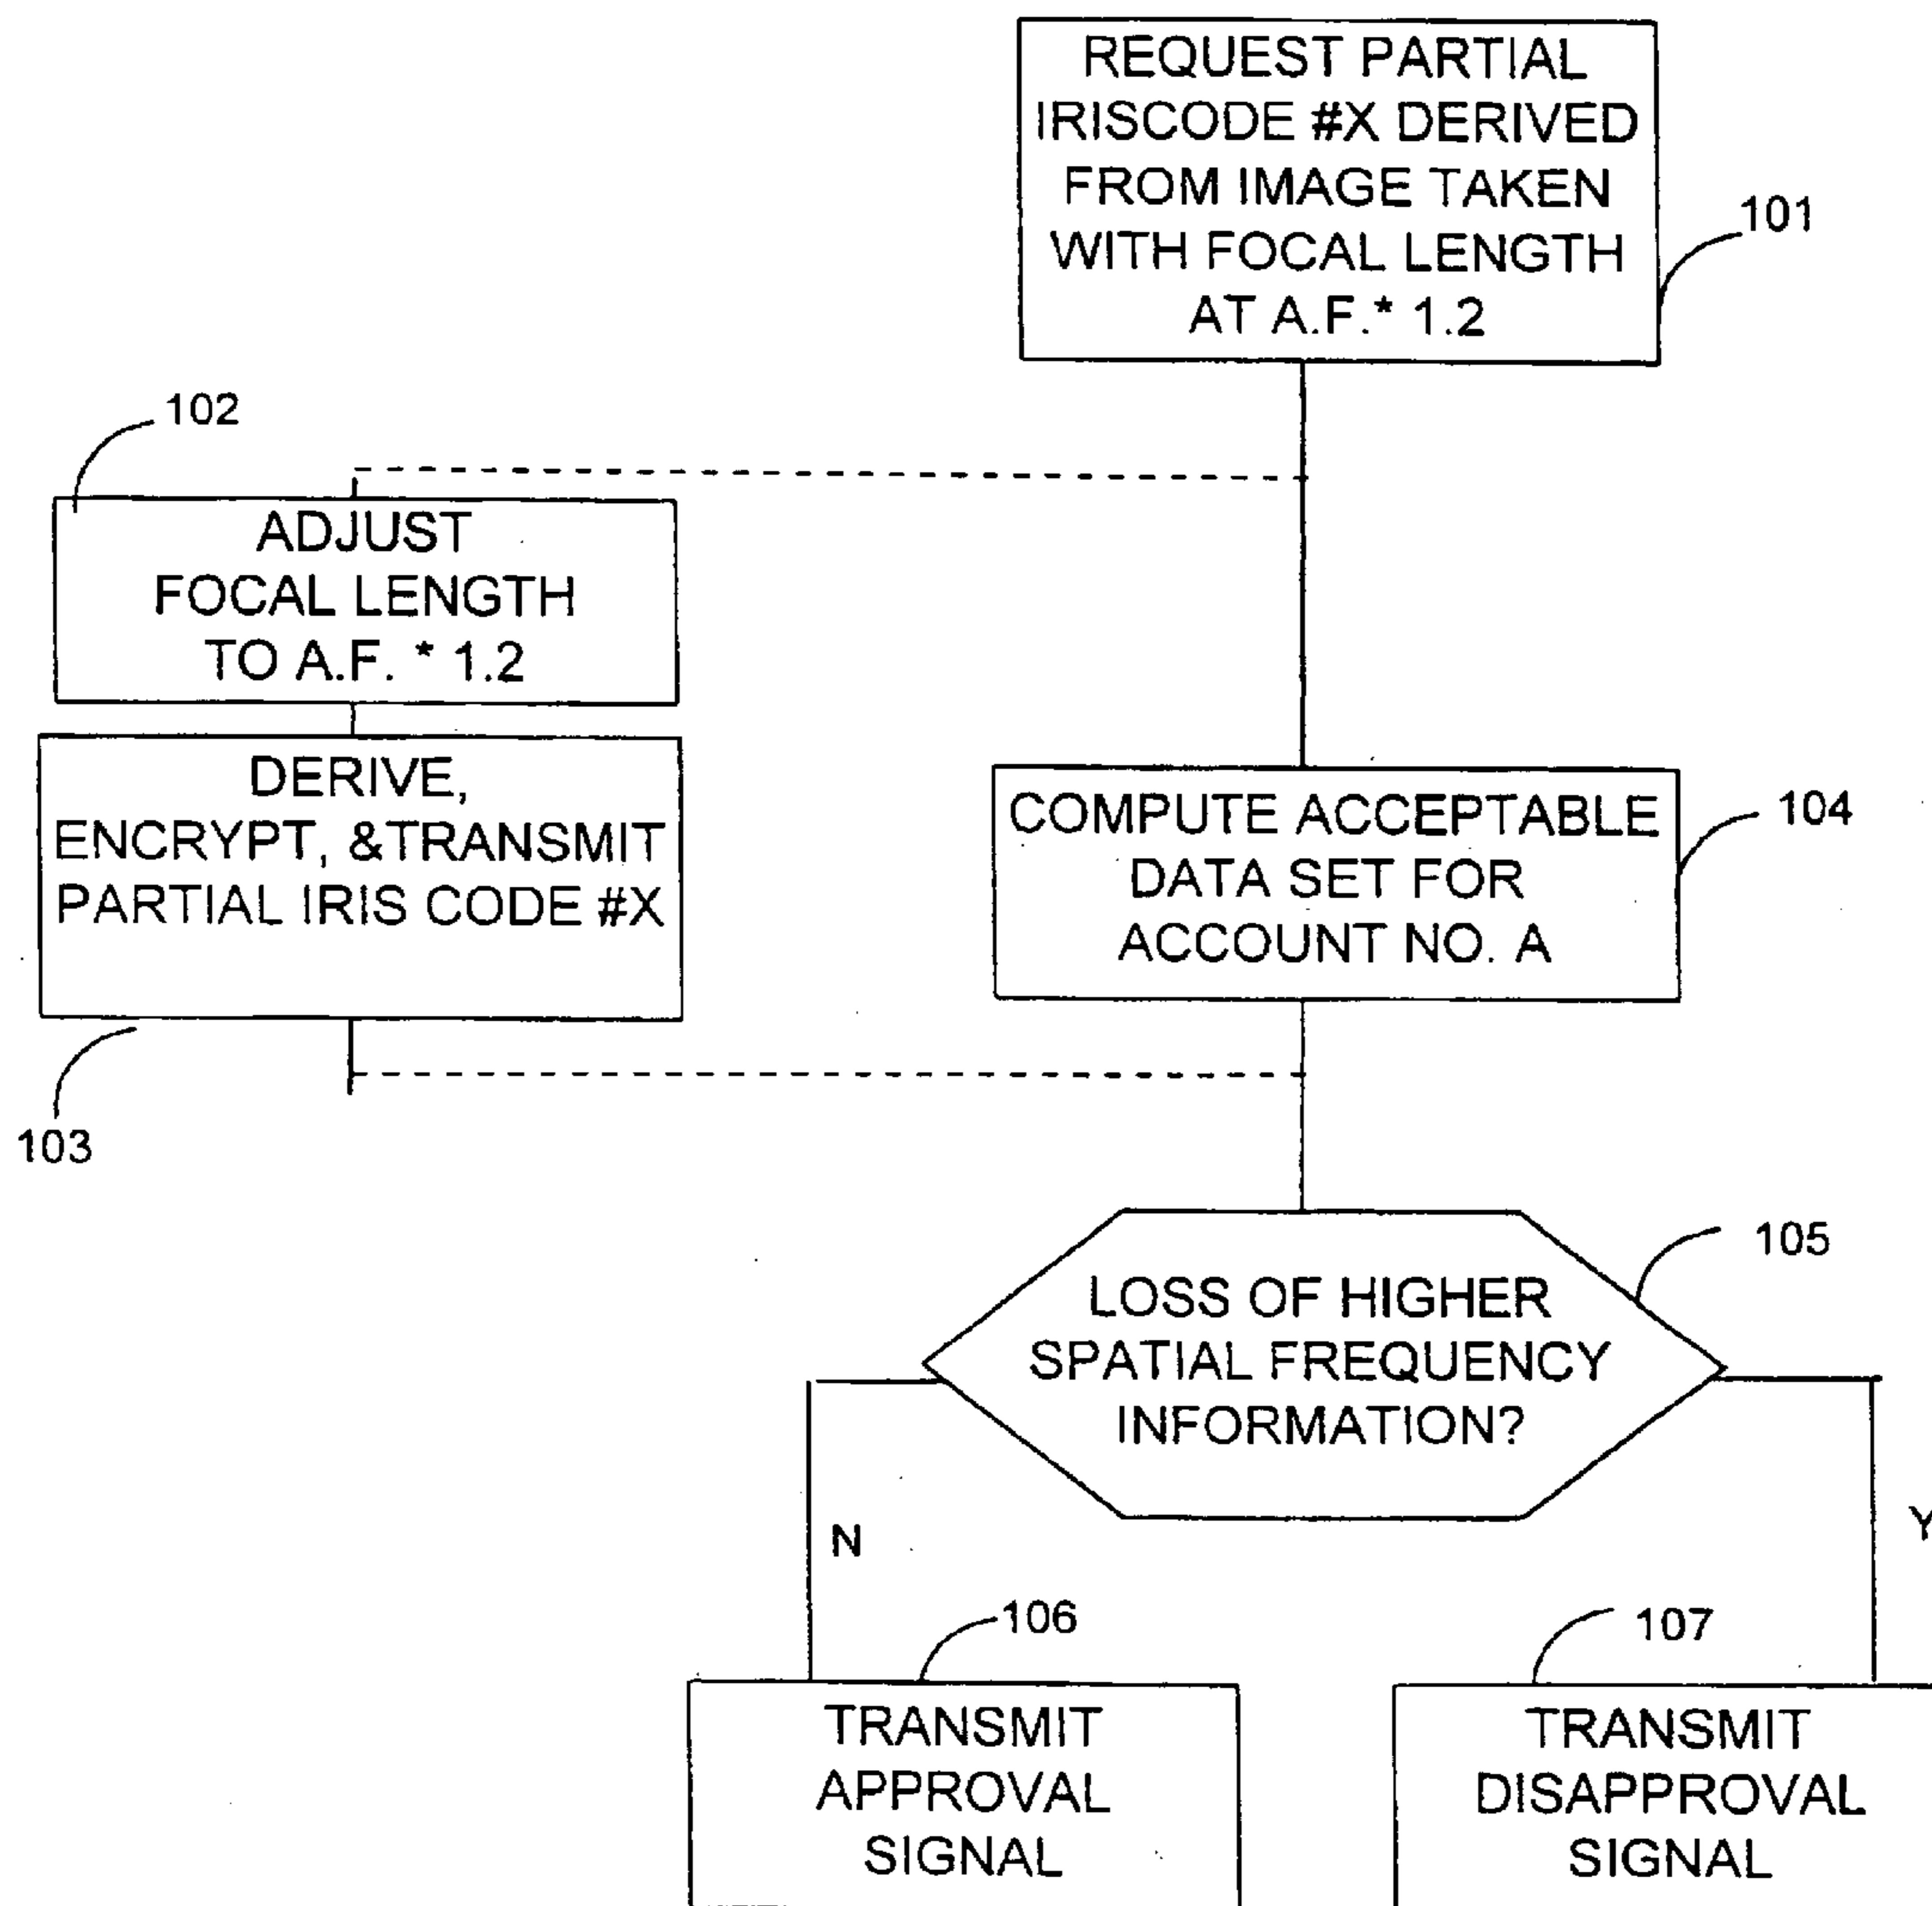 REQUEST PARTIAL
IRISCODE #X DERIVED
FROM IMAGE TAKEN
WITH FOCAL LENGTH
AT A.F.* 1.2
101
102
ADJUST
FOCAL LENGTH
TO A.F. * 1.2
DERIVE,
ENCRYPT, &TRANSMIT
PARTIAL IRIS CODE #X
103
COMPUTE ACCEPTABLE
DATA SET FOR
ACCOUNT NO. A
104
LOSS OF HIGHER
SPATIAL FREQUENCY
INFORMATION?
105
N
Y
106
TRANSMIT
APPROVAL
SIGNAL
107
TRANSMIT
DISAPPROVAL
SIGNAL